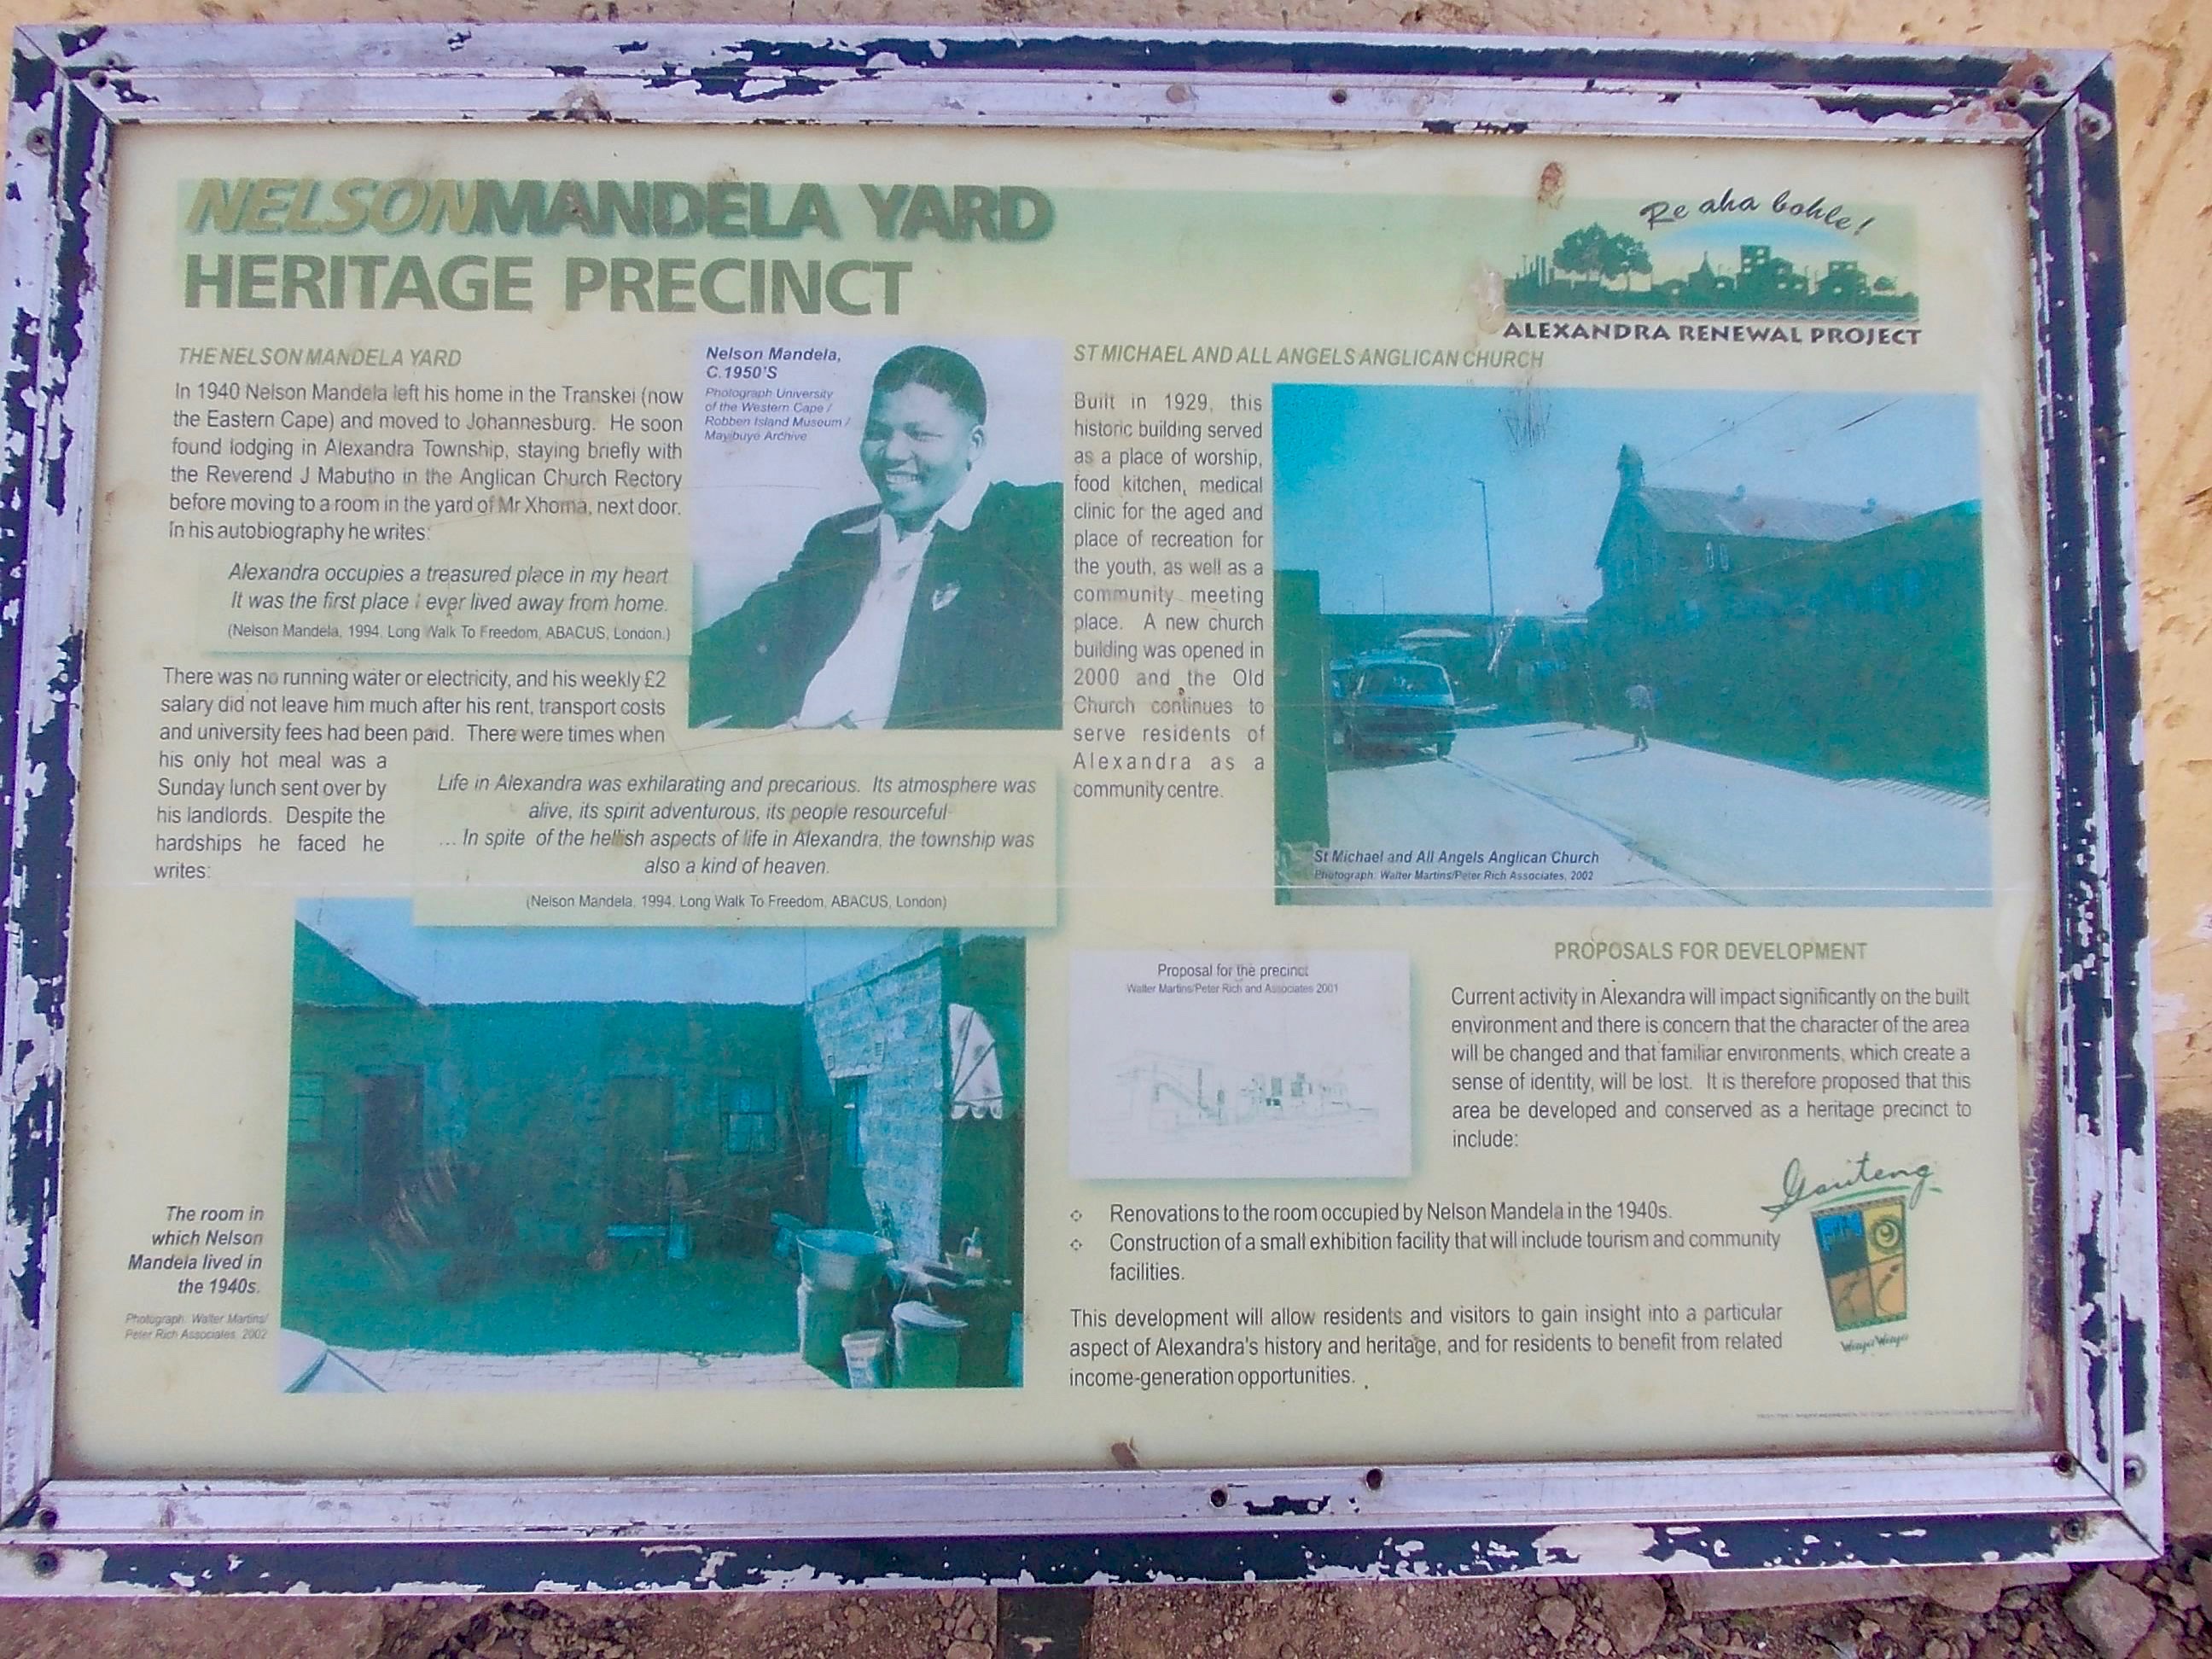 NELSONMANDELA YARD
HERITAGE PRECINCT
Re aha bohle!
ALEXANDRA RENEWAL PROJECT
THE NELSON MANDELA YARD
In 1940 Nelson Mandela left his home in the Transkei (now
the Eastern Cape) and moved to Johannesburg. He soon
found lodging in Alexandra Township, staying briefly with
the Reverend J Mabutho in the Anglican Church Rectory
before moving to a room in the yard of Mr Xhoma, next door.
In his autobiography he writes:
Alexandra occupies a treasured place in my heart
It was the first place I ever lived away from home.
(Nelson Mandela, 1994, Long Walk To Freedom, ABACUS, London.)
There was no running water or electricity, and his weekly £2
salary did not leave him much after his rent, transport costs
and university fees had been paid. There were times when
his only hot meal was a
Sunday lunch sent over by
his landlords. Despite the
hardships he faced he
writes:
Life in Alexandra was exhilarating and precarious. Its atmosphere was
alive, its spirit adventurous, its people resourceful
... In spite of the hellish aspects of life in Alexandra, the township was
also a kind of heaven.
(Nelson Mandela, 1994, Long Walk To Freedom, ABACUS, London)
Nelson Mandela,
C.1950'S
Photograph University
of the Western Cape /
Robben Island Museum /
Mayibuye Archive
The room in
which Nelson
Mandela lived in
the 1940s.
Photograph: Walter Martins/
Peter Rich Associates, 2002
ST MICHAEL AND ALL ANGELS ANGLICAN CHURCH
Built in 1929, this
historic building served
as a place of worship,
food kitchen, medical
clinic for the aged and
place of recreation for
the youth, as well as a
community meeting
place. A new church
building was opened in
2000 and the Old
Church continues to
serve residents of
Alexandra as a
community centre.
St Michael and All Angels Anglican Church
Photograph: Walter Martins/Peter Rich Associates, 2002
Proposal for the precinct
Walter Martins/Peter Rich and Associates 2001
PROPOSALS FOR DEVELOPMENT
Current activity in Alexandra will impact significantly on the built
environment and there is concern that the character of the area
will be changed and that familiar environments, which create a
sense of identity, will be lost. It is therefore proposed that this
area be developed and conserved as a heritage precinct to
include:
Renovations to the room occupied by Nelson Mandela in the 1940s.
Construction of a small exhibition facility that will include tourism and community
facilities.
This development will allow residents and visitors to gain insight into a particular
aspect of Alexandra's history and heritage, and for residents to benefit from related
income-generation opportunities.
Gauteng